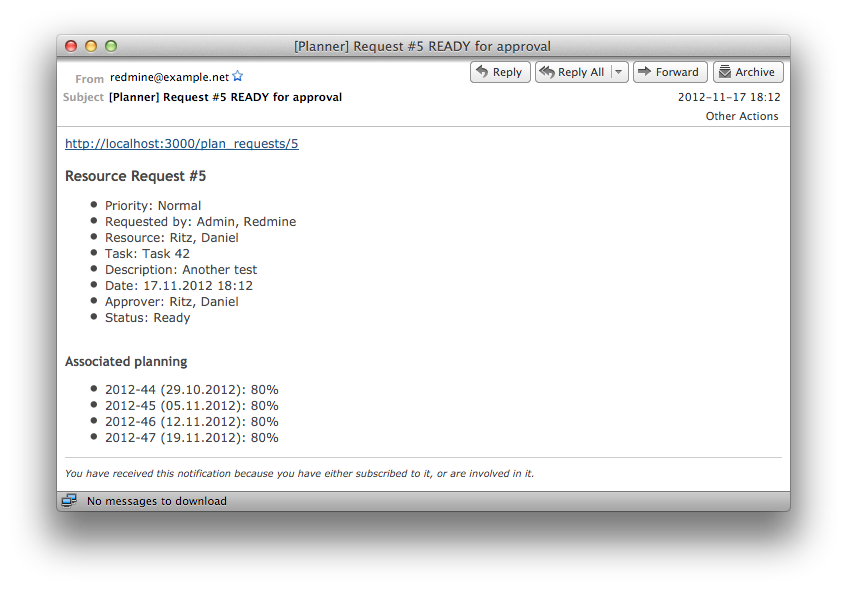 [Planner] Request #5 READY for approval
From redmine@example.net
Reply
Reply All
Forward
Archive
Subject [Planner] Request #5 READY for approval
2012-11-17 18:12
Other Actions
http://localhost:3000/plan_requests/5
Resource Request #5
Priority: Normal
Requested by: Admin, Redmine
Resource: Ritz, Daniel
Task: Task 42
Description: Another test
Date: 17.11.2012 18:12
Approver: Ritz, Daniel
Status: Ready
Associated planning
2012-44 (29.10.2012): 80%
2012-45 (05.11.2012): 80%
2012-46 (12.11.2012): 80%
2012-47 (19.11.2012): 80%
You have received this notification because you have either subscribed to it, or are involved in it.
No messages to download